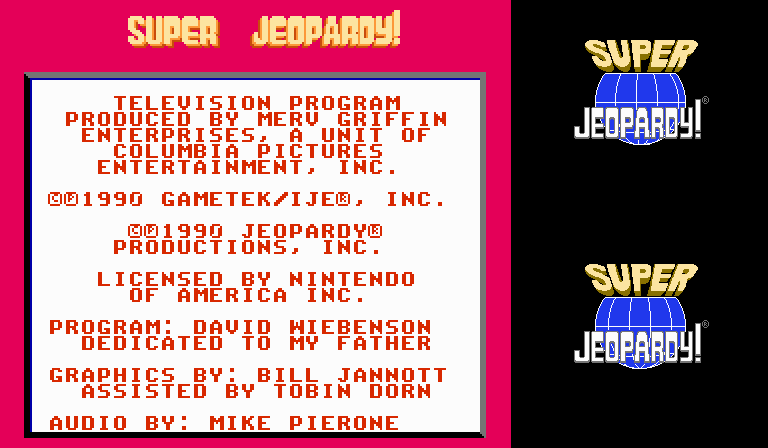 SUPER JEOPARDY!
TELEVISION PROGRAM
PRODUCED BY MERV GRIFFIN
ENTERPRISES, A UNIT OF
COLUMBIA PICTURES
ENTERTAINMENT, INC.
©℗1990 GAMETEK/IJE®, INC.
©℗1990 JEOPARDY®
PRODUCTIONS, INC.
LICENSED BY NINTENDO
OF AMERICA INC.
PROGRAM: DAVID WIEBENSON
DEDICATED TO MY FATHER
GRAPHICS BY: BILL JANNOTT
ASSISTED BY TOBIN DORN
AUDIO BY: MIKE PIERONE
SUPER
JEOPARDY!®
SUPER
JEOPARDY!®